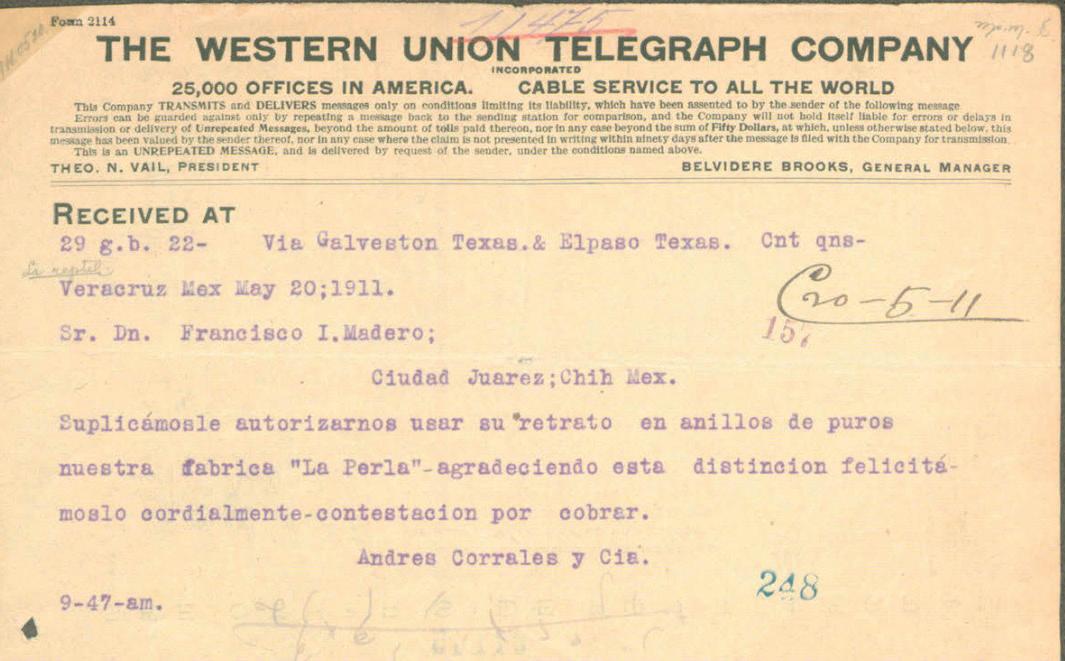 Form 2114
11475
1118
THE WESTERN UNION TELEGRAPH COMPANY
INCORPORATED
25,000 OFFICES IN AMERICA. CABLE SERVICE TO ALL THE WORLD
This Company TRANSMITS and DELIVERS messages only on conditions limiting its liability, which have been assented to by the sender of the following message.
Errors can be guarded against only by repeating a message back to the sending station for comparison, and the Company will not hold itself liable for errors or delays in
transmission or delivery of Unrepeated Messages, beyond the amount of tolls paid thereon, nor in any case beyond the sum of Fifty Dollars, at which, unless otherwise stated below, this
message has been valued by the sender thereof, nor in any case where the claim is not presented in writing within ninety days after the message is filed with the Company for transmission.
This is an UNREPEATED MESSAGE, and is delivered by request of the sender, under the conditions named above.
THEO. N. VAIL, PRESIDENT BELVIDERE BROOKS, GENERAL MANAGER
RECEIVED AT
29 g.b. 22- Via Galveston Texas.& Elpaso Texas. Cnt qns-
Veracruz Mex May 20;1911.
20-5-11
Sr. Dn. Francisco I.Madero;
157
Ciudad Juarez;Chih Mex.
Suplicámosle autorizarnos usar su retrato en anillos de puros
nuestra fabrica "La Perla"-agradeciendo esta distincion felicitá-
moslo cordialmente-contestacion por cobrar.
Andres Corrales y Cia.
248
9-47-am.